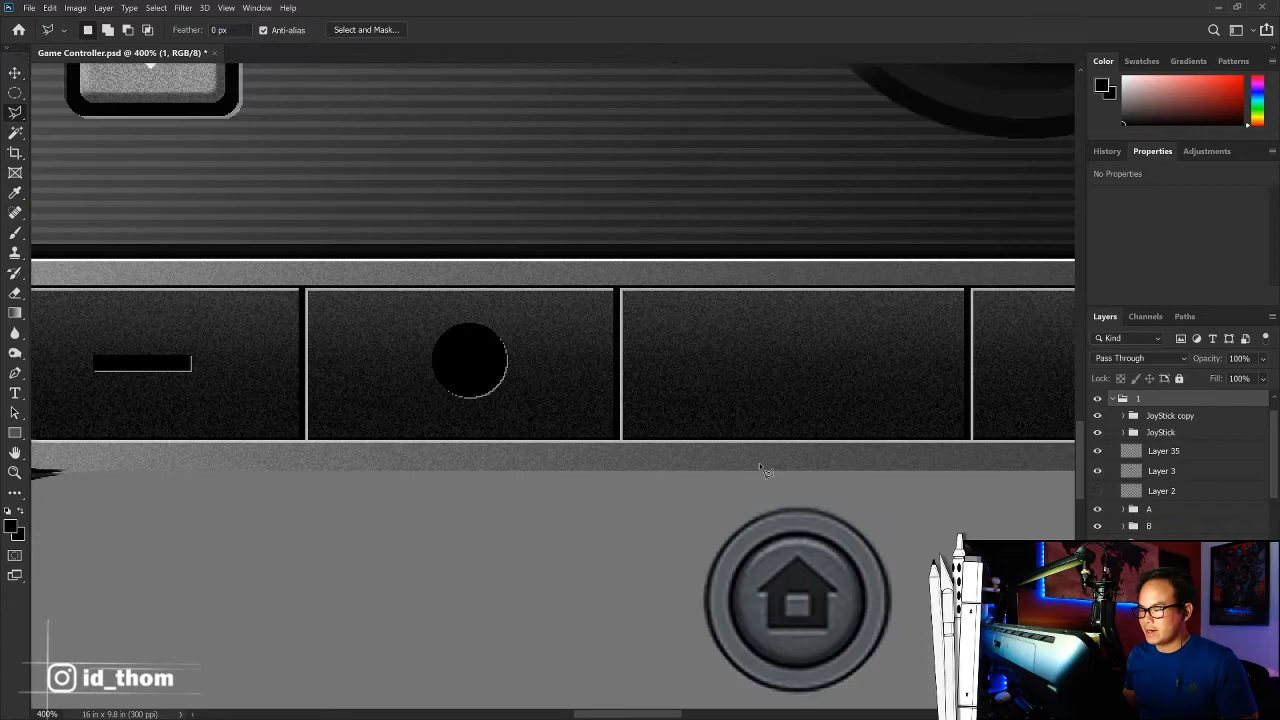 Ps File Edit Image Layer Type Select Filter 3D View Window Help
Feather: 0 px Anti-alias Select and Mask...
Game Controller.psd @ 400% (1, RGB/8) *
Color Swatches Gradients Patterns
History Properties Adjustments
No Properties
Layers Channels Paths
Kind
Pass Through Opacity: 100%
Lock: Fill: 100%
1
JoyStick copy
JoyStick
Layer 35
Layer 3
Layer 2
A
B
id_thom
400% 16 in x 9.8 in (300 ppi)